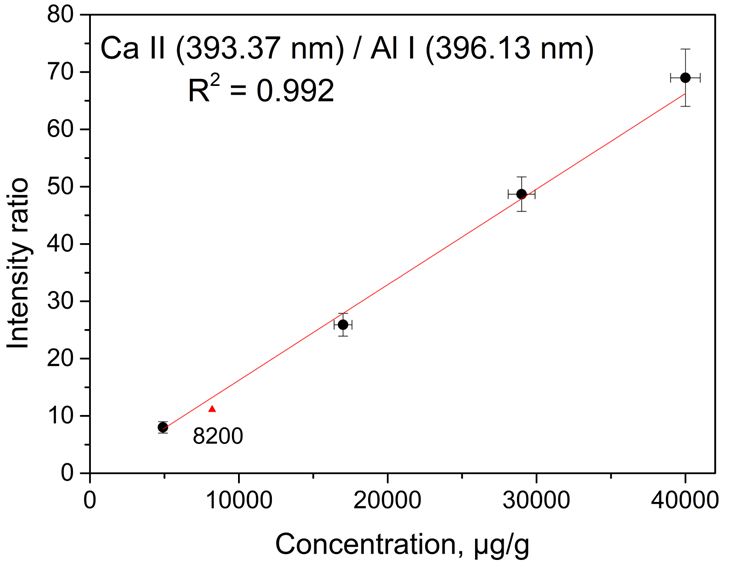 Ca II (393.37 nm) / Al I (396.13 nm)
R² = 0.992
80
70
60
50
40
30
20
10
0
Intensity ratio
8200
0 10000 20000 30000 40000
Concentration, µg/g